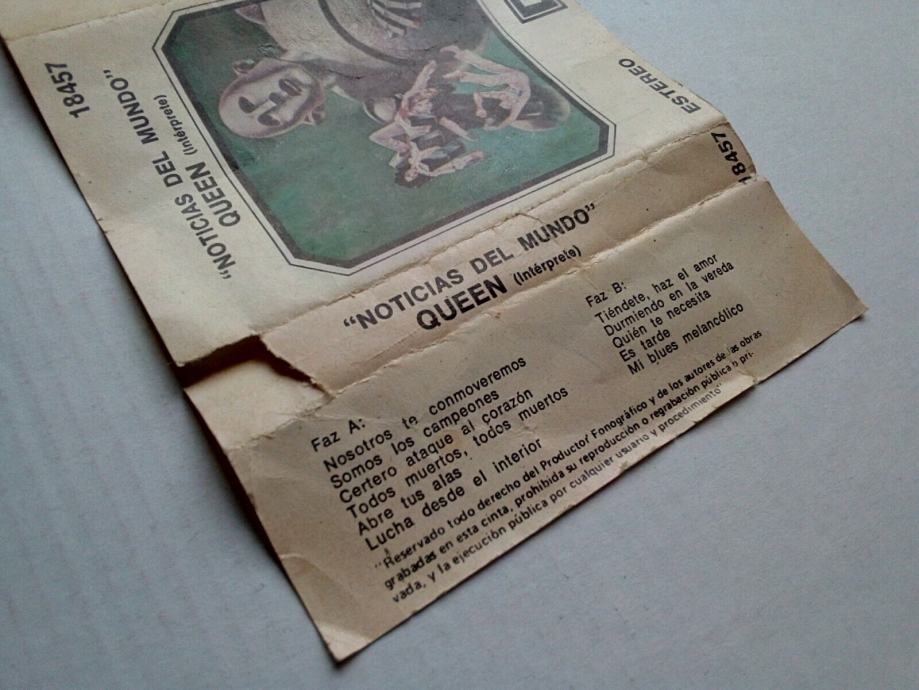 18457
"NOTICIAS DEL MUNDO"
QUEEN (Intérprete)
ESTEREO
18457
"NOTICIAS DEL MUNDO"
QUEEN (Intérprete)
Faz A:
Nosotros te conmoveremos
Somos los campeones
Certero ataque al corazón
Todos muertos, todos muertos
Abre tus alas
Lucha desde el interior
Faz B:
Tiéndete, haz el amor
Durmiendo en la vereda
Quién te necesita
Es tarde
Mi blues melancólico
"Reservado todo derecho del Productor Fonográfico y de los autores de las obras
grabadas en esta cinta, prohibida su reproducción o regrabación pública o pri-
vada, y la ejecución pública por cualquier usuario y procedimiento"